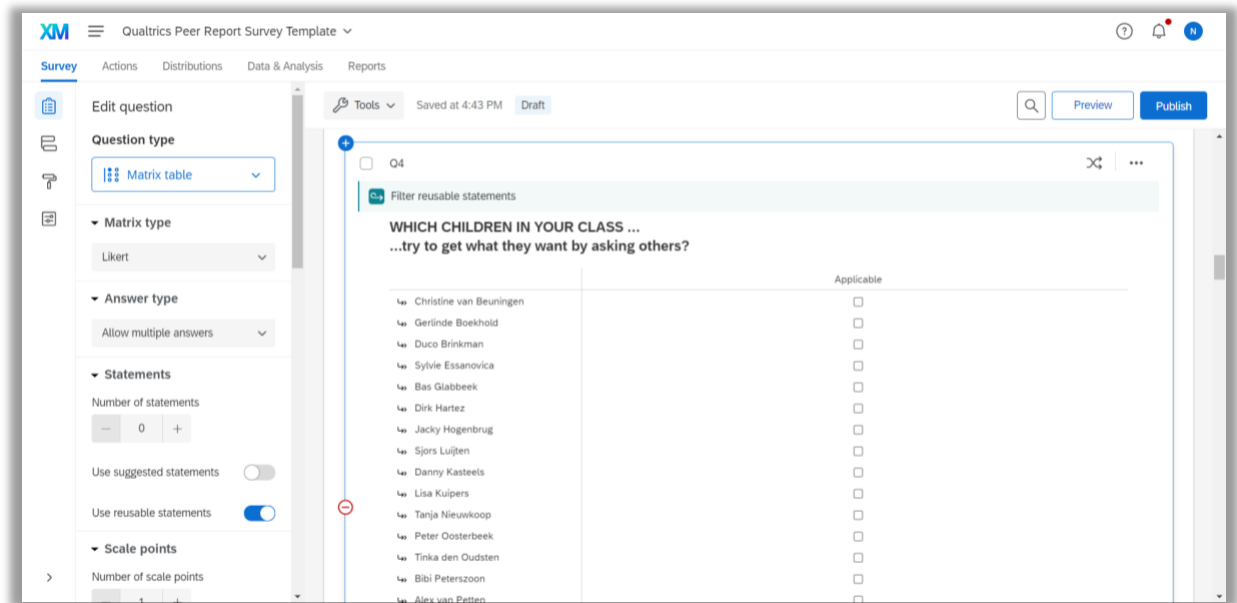 XM
Qualtrics Peer Report Survey Template
?
N
Survey
Actions
Distributions
Data & Analysis
Reports
Edit question
Question type
Matrix table
Matrix type
Likert
Answer type
Allow multiple answers
Statements
Number of statements
0
Use suggested statements
Use reusable statements
Scale points
Number of scale points
1
Tools
Saved at 4:43 PM
Draft
Preview
Publish
Q4
Filter reusable statements
WHICH CHILDREN IN YOUR CLASS ...
...try to get what they want by asking others?
Applicable
Christine van Beuningen
Gerlinde Boekhold
Duco Brinkman
Sylvie Essanovica
Bas Glabbeek
Dirk Hartez
Jacky Hogenbrug
Sjors Luijten
Danny Kasteels
Lisa Kuipers
Tanja Nieuwkoop
Peter Oosterbeek
Tinka den Oudsten
Bibi Peterszoon
Alex van Petten